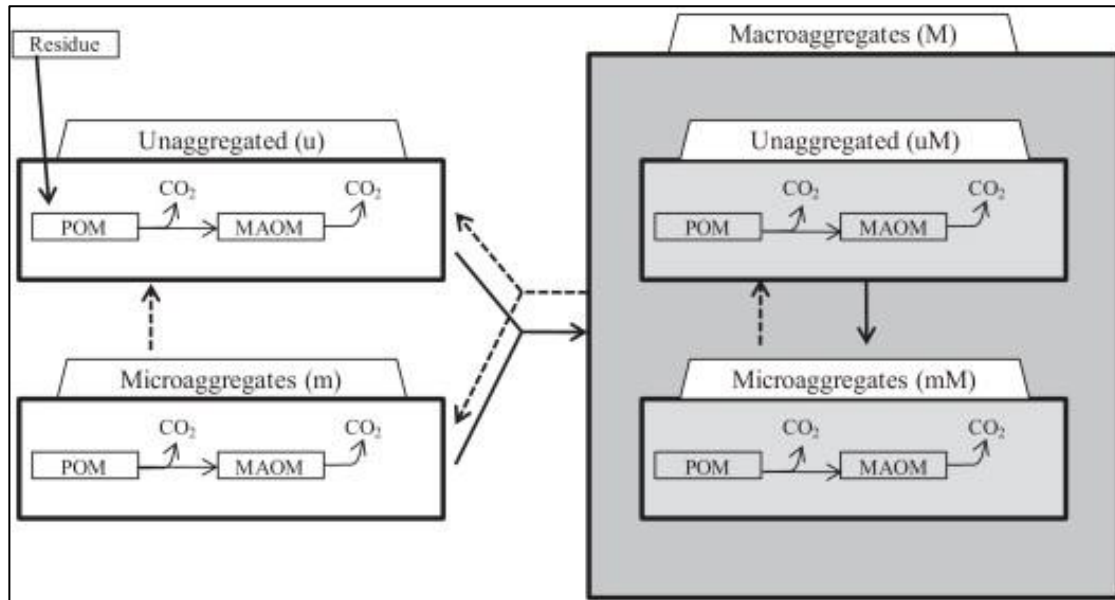 Residue
Macroaggregates (M)
Unaggregated (u)
CO₂
CO₂
POM
MAOM
Unaggregated (uM)
CO₂
CO₂
POM
MAOM
Microaggregates (m)
CO₂
CO₂
POM
MAOM
Microaggregates (mM)
CO₂
CO₂
POM
MAOM